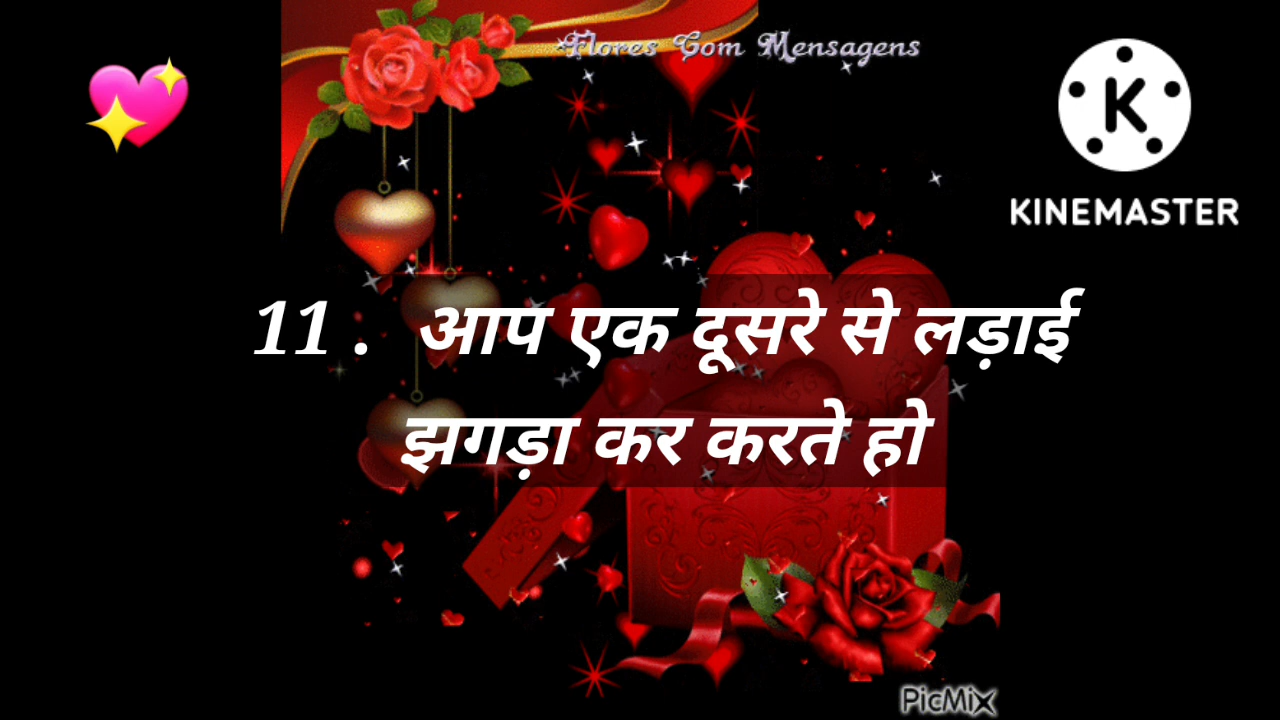 Flores Com Mensagens
K
KINEMASTER
11 . आप एक दूसरे से लड़ाई
झगड़ा कर करते हो
PicMiX